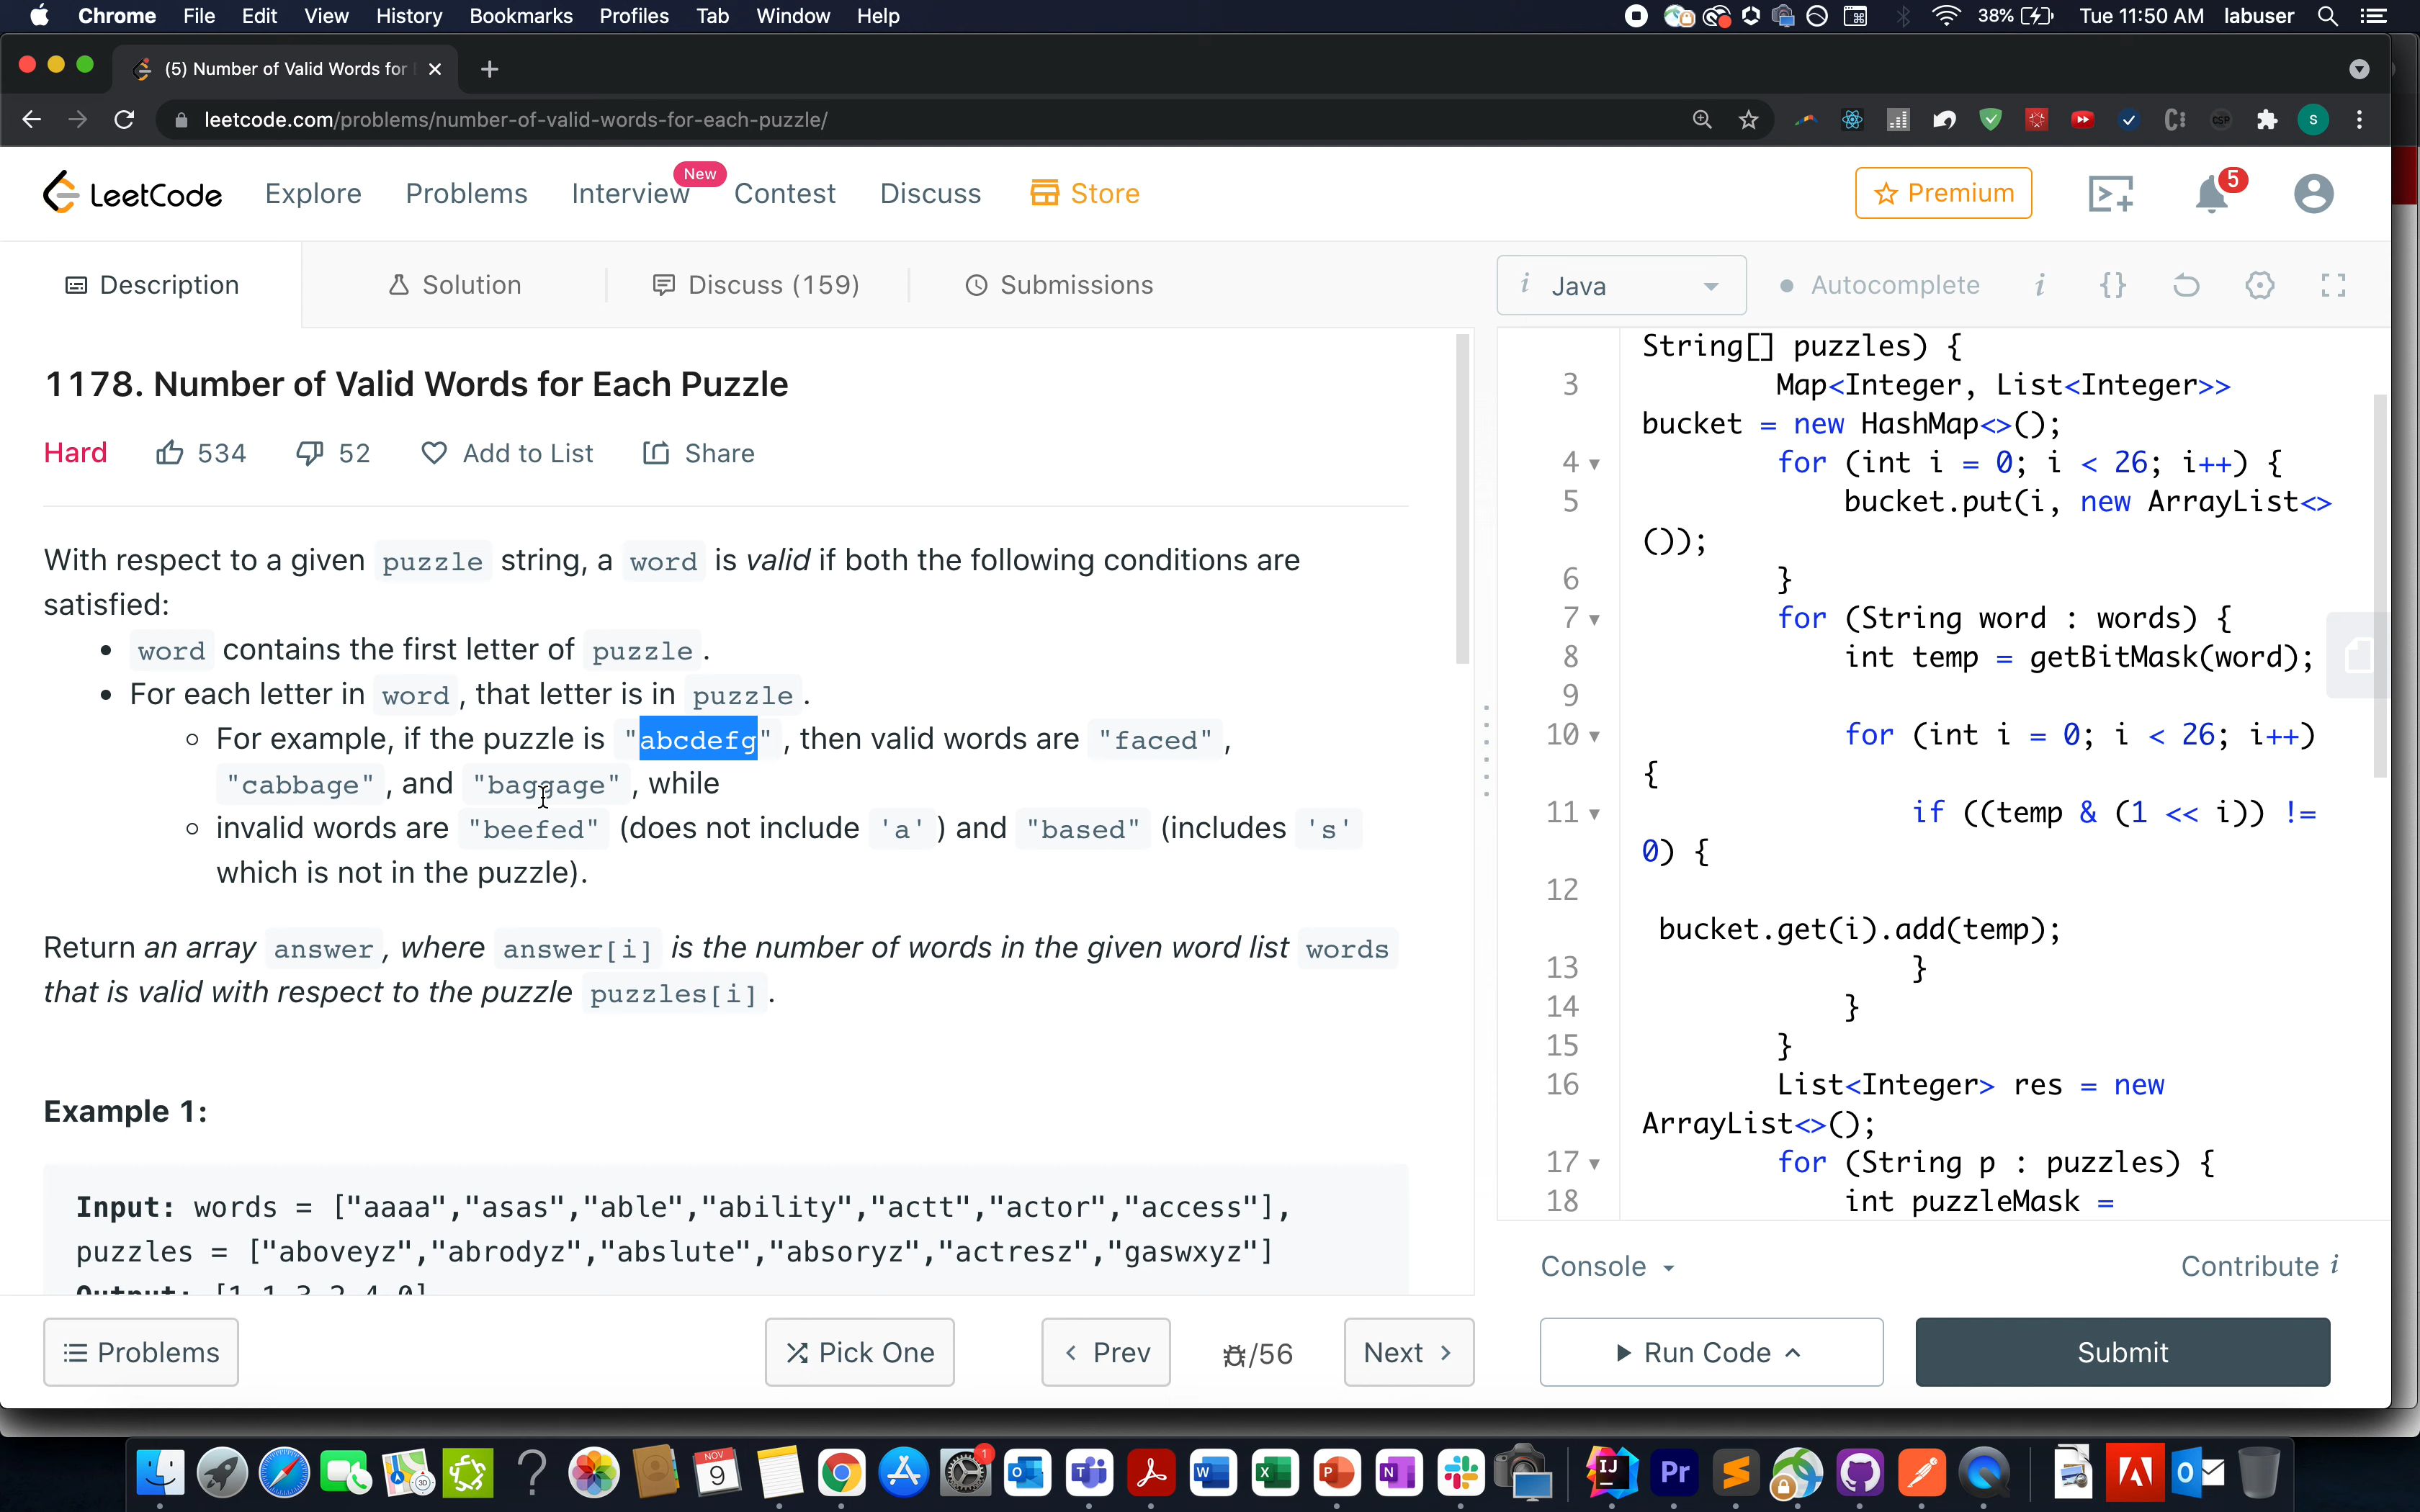 Chrome File Edit View History Bookmarks Profiles Tab Window Help 38% Tue 11:50 AM labuser
(5) Number of Valid Words for
leetcode.com/problems/number-of-valid-words-for-each-puzzle/
LeetCode Explore Problems Interview New Contest Discuss Store Premium 5
Description Solution Discuss (159) Submissions
i Java Autocomplete i {}
1178. Number of Valid Words for Each Puzzle
Hard 534 52 Add to List Share
With respect to a given puzzle string, a word is valid if both the following conditions are
satisfied:
• word contains the first letter of puzzle .
• For each letter in word , that letter is in puzzle .
For example, if the puzzle is "abcdefg" , then valid words are "faced" ,
"cabbage" , and "baggage" , while
invalid words are "beefed" (does not include 'a' ) and "based" (includes 's'
which is not in the puzzle).
Return an array answer , where answer[i] is the number of words in the given word list words
that is valid with respect to the puzzle puzzles[i] .
Example 1:
Input: words = ["aaaa","asas","able","ability","actt","actor","access"],
puzzles = ["aboveyz","abrodyz","abslute","absoryz","actresz","gaswxyz"]
Output: [1,1,3,2,4,0]
String[] puzzles) {
3 Map<Integer, List<Integer>>
bucket = new HashMap<>();
4 for (int i = 0; i < 26; i++) {
5 bucket.put(i, new ArrayList<>
());
6 }
7 for (String word : words) {
8 int temp = getBitMask(word);
9
10 for (int i = 0; i < 26; i++)
{
11 if ((temp & (1 << i)) !=
0) {
12
bucket.get(i).add(temp);
13 }
14 }
15 }
16 List<Integer> res = new
ArrayList<>();
17 for (String p : puzzles) {
18 int puzzleMask =
Console Contribute i
Problems Pick One Prev /56 Next Run Code Submit
NOV
9
1
IJ Pr